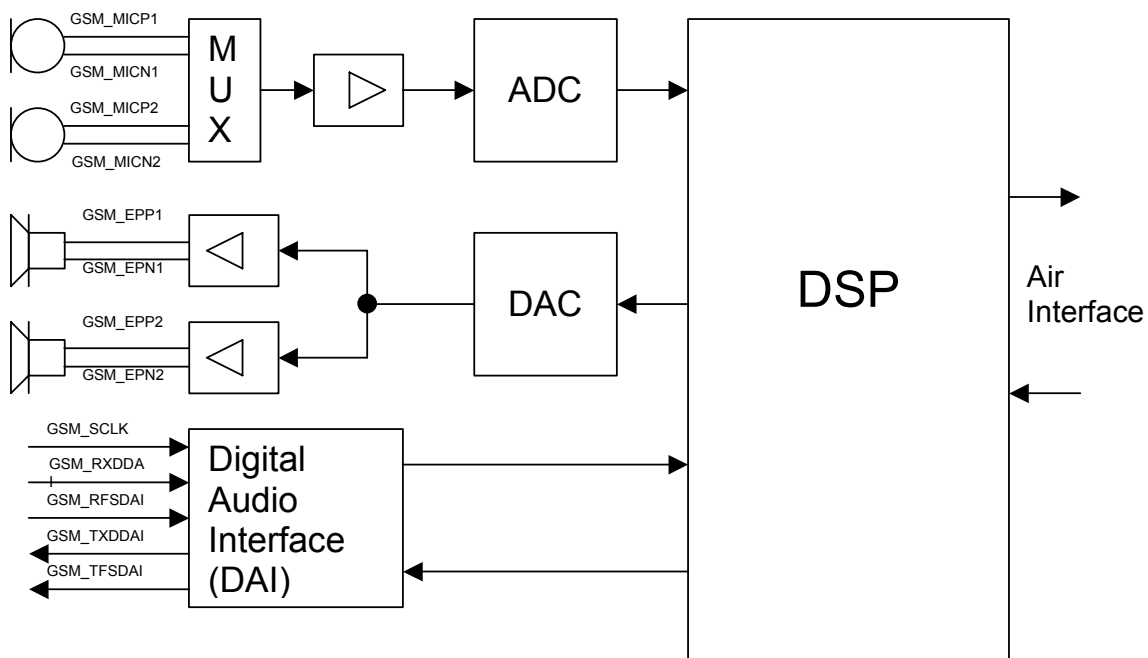 GSM_MICP1
GSM_MICN1
GSM_MICP2
GSM_MICN2
M
U
X
ADC
GSM_EPP1
GSM_EPN1
GSM_EPP2
GSM_EPN2
DAC
DSP
Air
Interface
GSM_SCLK
GSM_RXDDA
GSM_RFSDAI
GSM_TXDDAI
GSM_TFSDAI
Digital
Audio
Interface
(DAI)